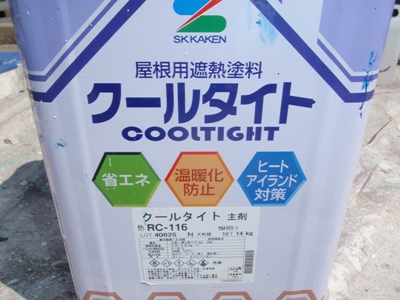 SK KAKEN
屋根用遮熱塗料
クールタイト
COOLTIGHT
省エネ
温暖化
防止
ヒート
アイランド
対策
クールタイト 主剤
色 RC-116
LOT 40825 N NET 14 kg